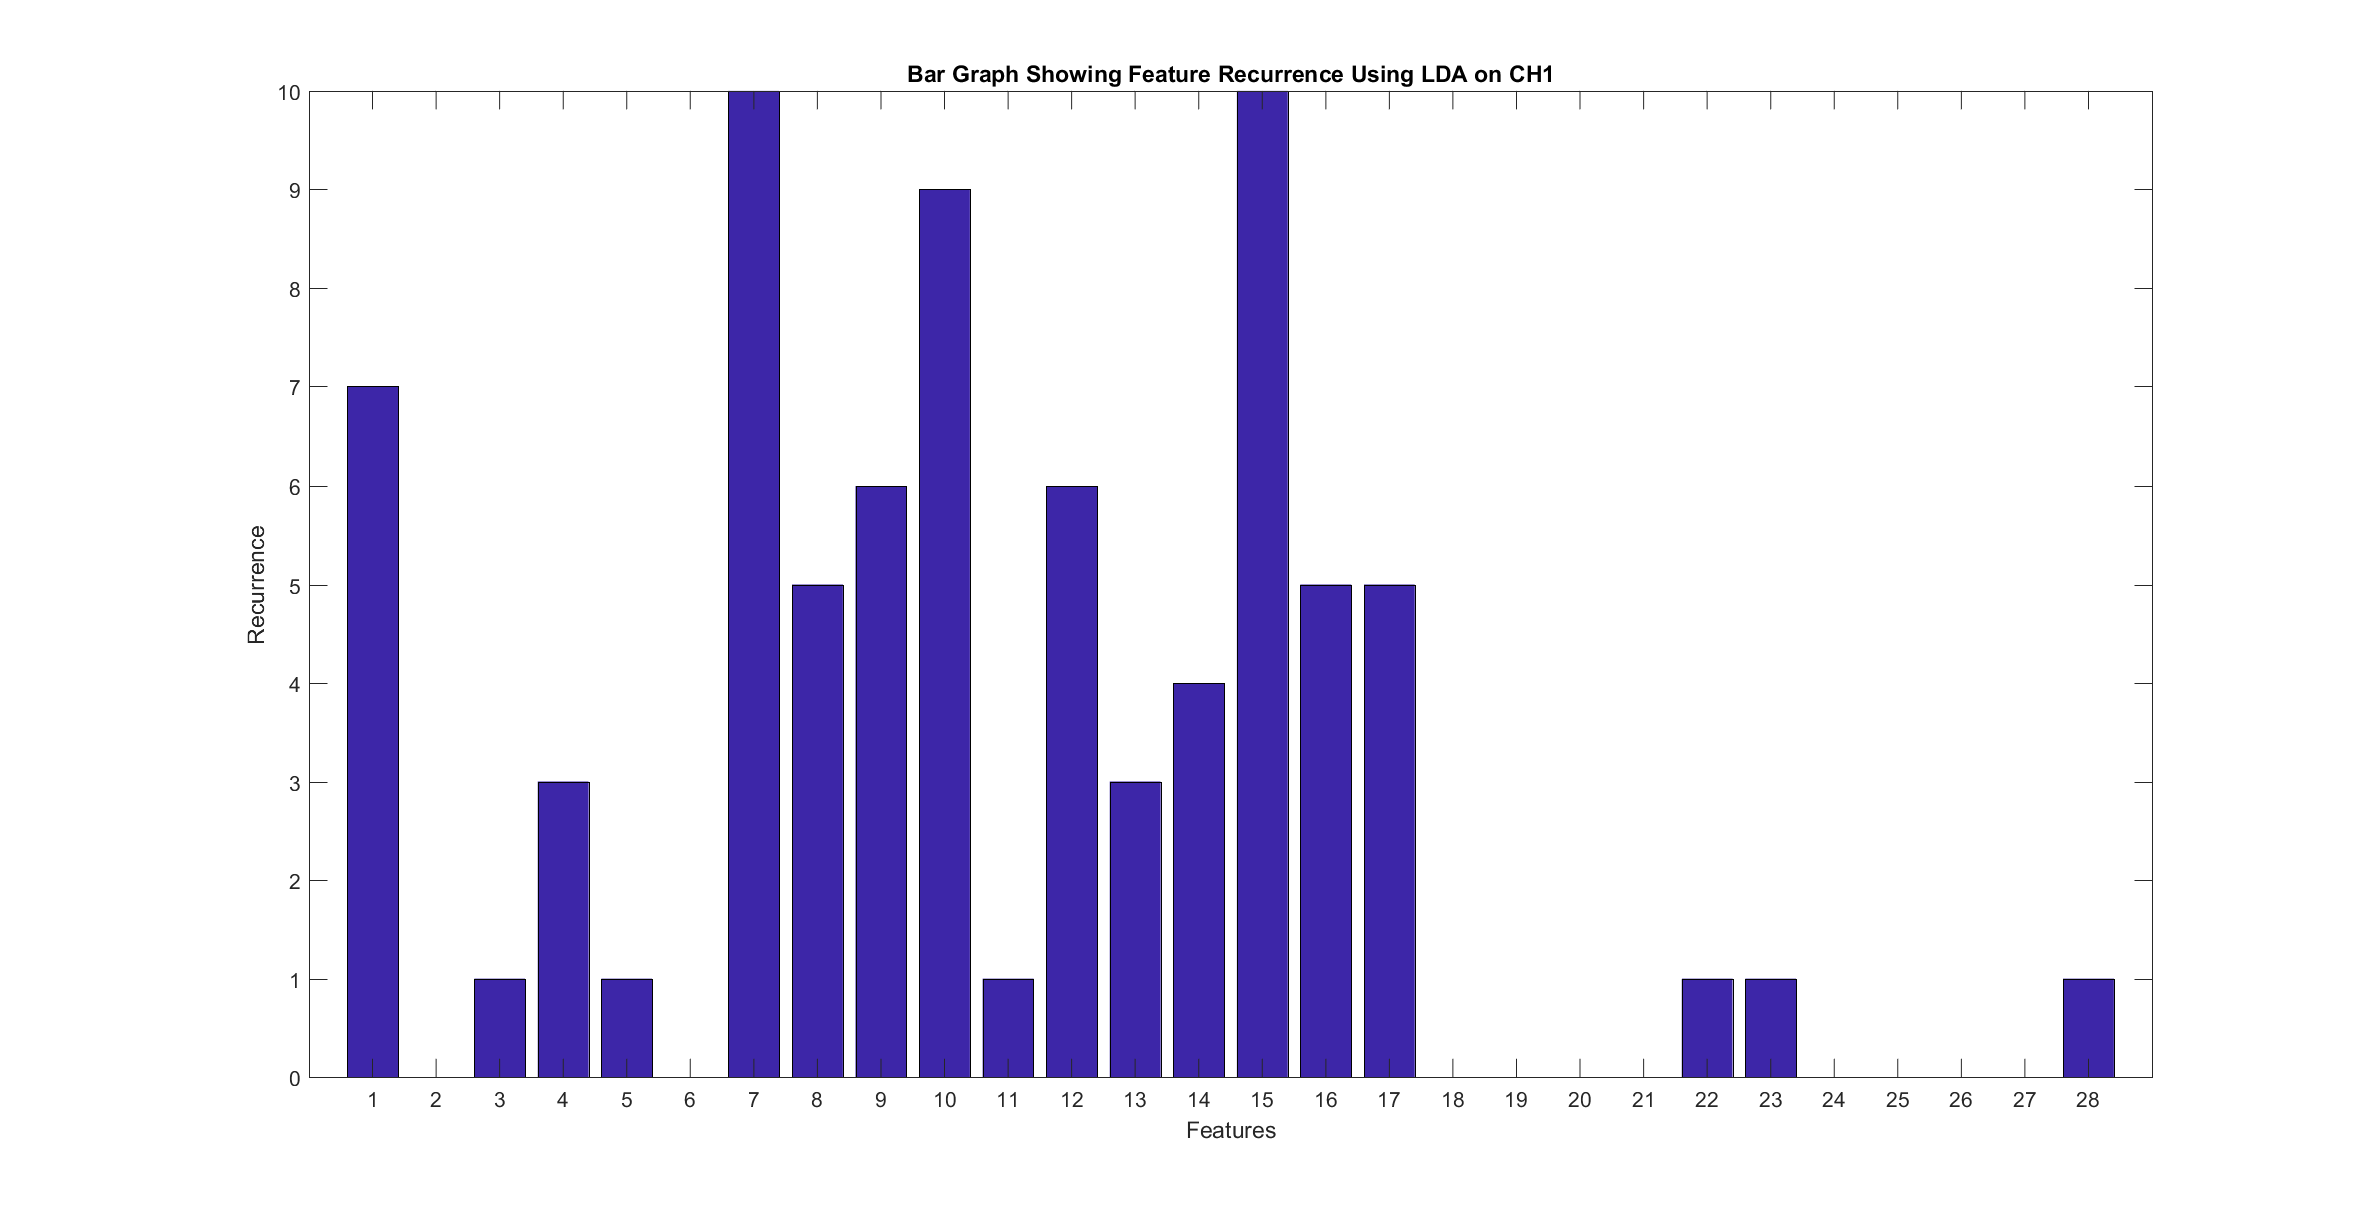 Bar Graph Showing Feature Recurrence Using LDA on CH1
10
9
8
7
6
5
4
3
2
1
0
Recurrence
1 2 3 4 5 6 7 8 9 10 11 12 13 14 15 16 17 18 19 20 21 22 23 24 25 26 27 28
Features